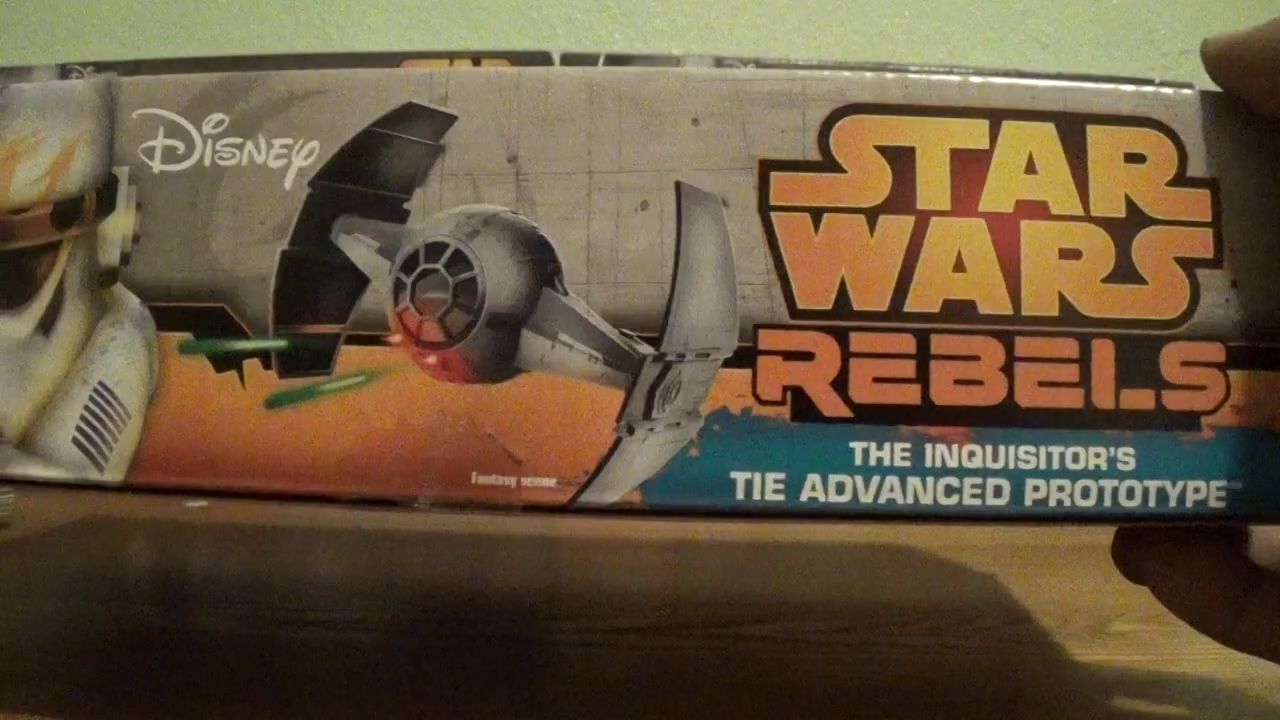 DISNEY
STAR
WARS
REBELS
THE INQUISITOR'S
TIE ADVANCED PROTOTYPE
Fantasy scene